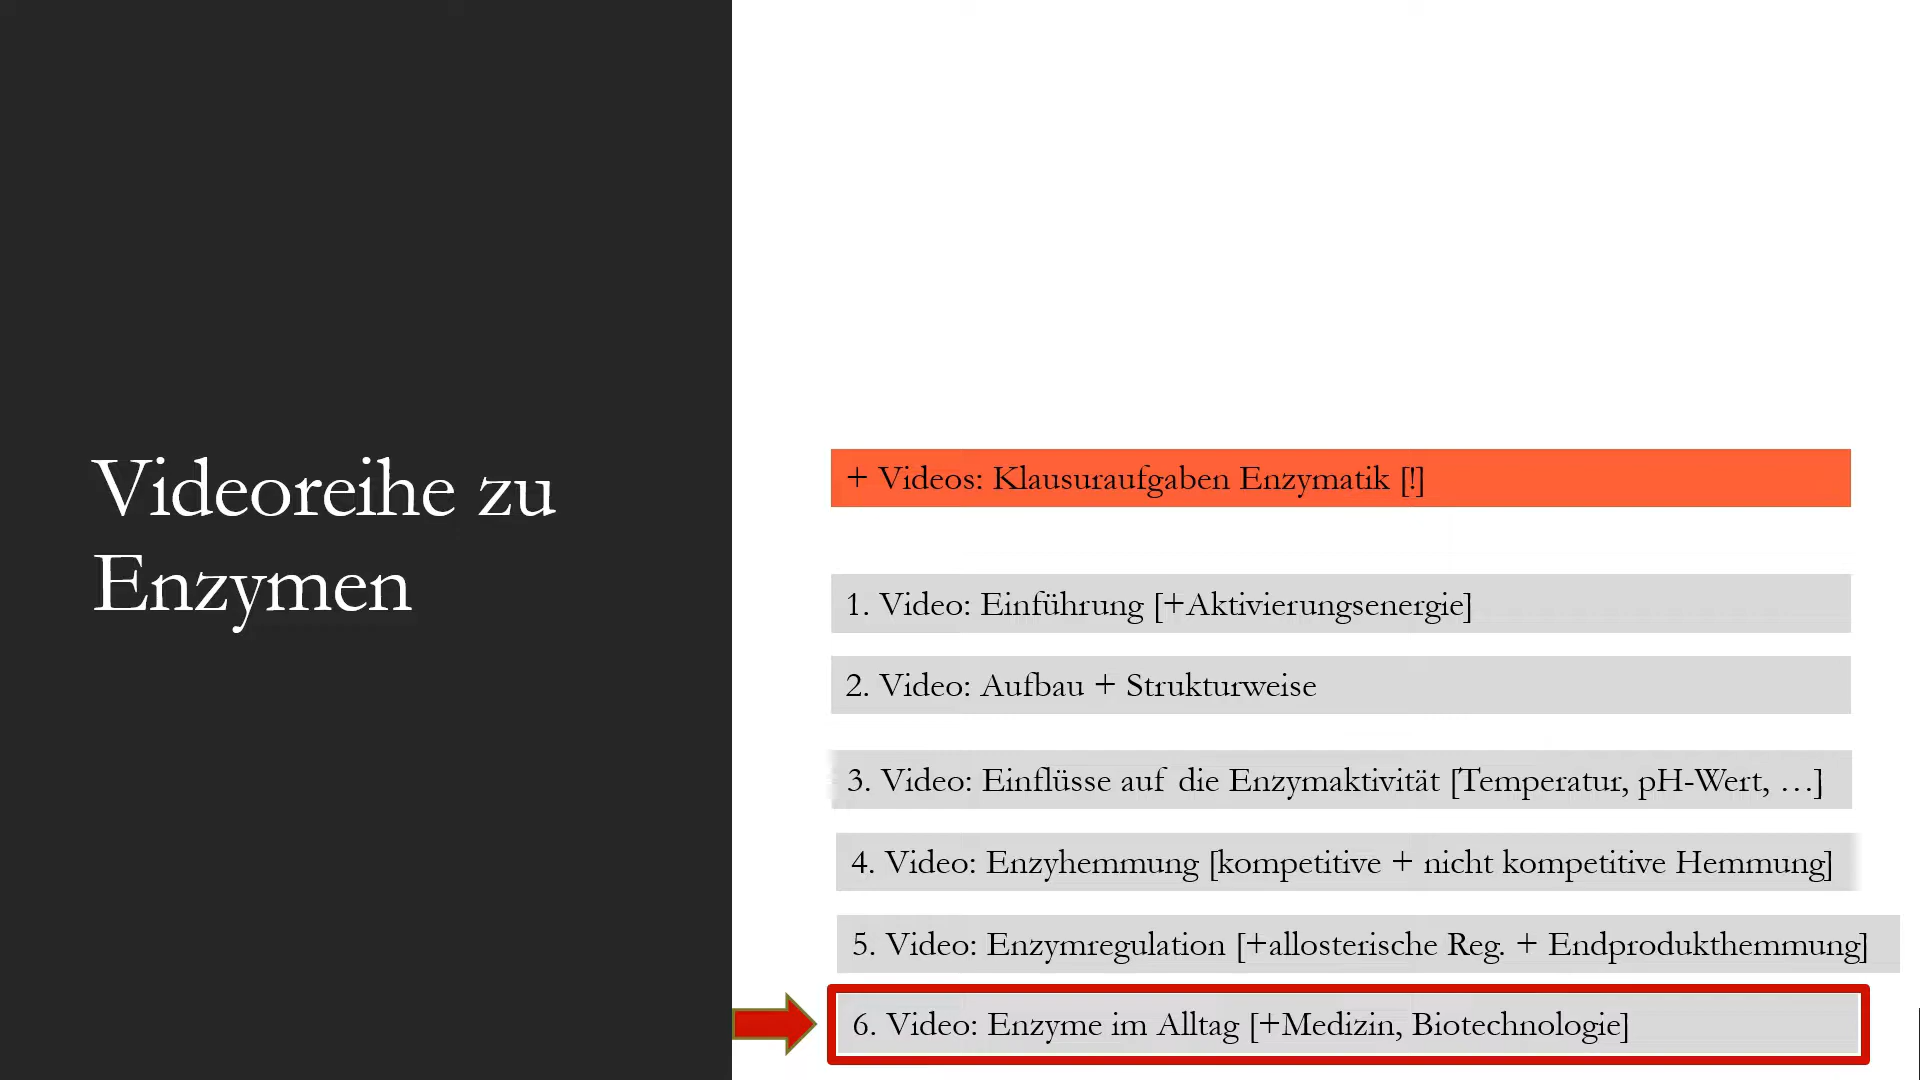 Videoreihe zu
Enzymen
+ Videos: Klausuraufgaben Enzymatik [!]
1. Video: Einführung [+Aktivierungsenergie]
2. Video: Aufbau + Strukturweise
3. Video: Einflüsse auf die Enzymaktivität [Temperatur, pH-Wert, …]
4. Video: Enzyhemmung [kompetitive + nicht kompetitive Hemmung]
5. Video: Enzymregulation [+allosterische Reg. + Endprodukthemmung]
6. Video: Enzyme im Alltag [+Medizin, Biotechnologie]